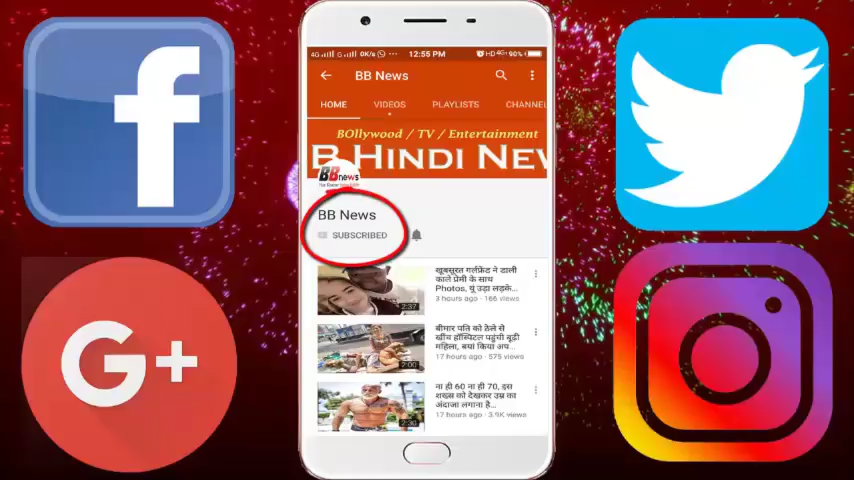 12:55 PM
BB News
HOME VIDEOS PLAYLISTS CHANNEL
BOllywood / TV / Entertainment
B HINDI NEW
BBnews
BB News
SUBSCRIBED
खूबसूरत गर्लफ्रेंड ने डाली
काले प्रेमी के साथ
Photos, यूं उड़ा लड़के...
3 hours ago · 166 views
2:37
बीमार पति को ठेले से
खींच हॉस्पिटल पहुंची बूढ़ी
महिला, बयां किया अप...
17 hours ago · 575 views
2:00
ना ही 60 ना ही 70, इस
शख्स को देखकर उम्र का
अंदाजा लगाना है...
17 hours ago · 3.9K views
2:30
f
G+